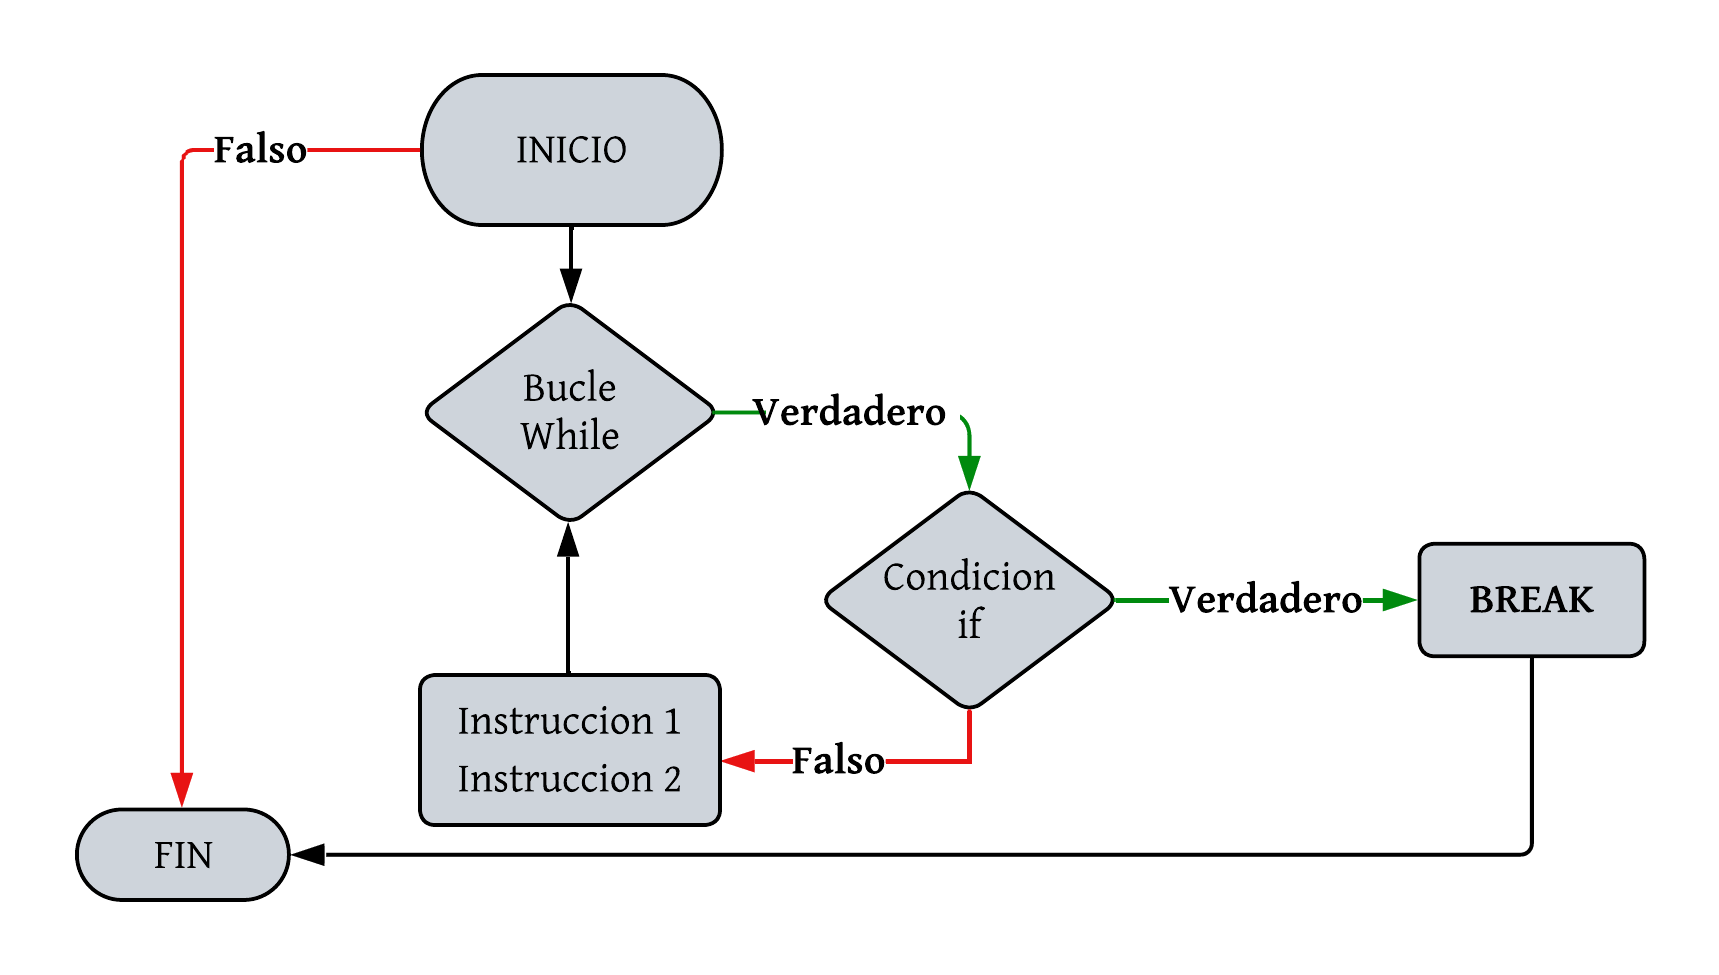 INICIO
Falso
Bucle
While
Verdadero
Condicion
if
Verdadero
BREAK
Falso
Instruccion 1
Instruccion 2
FIN